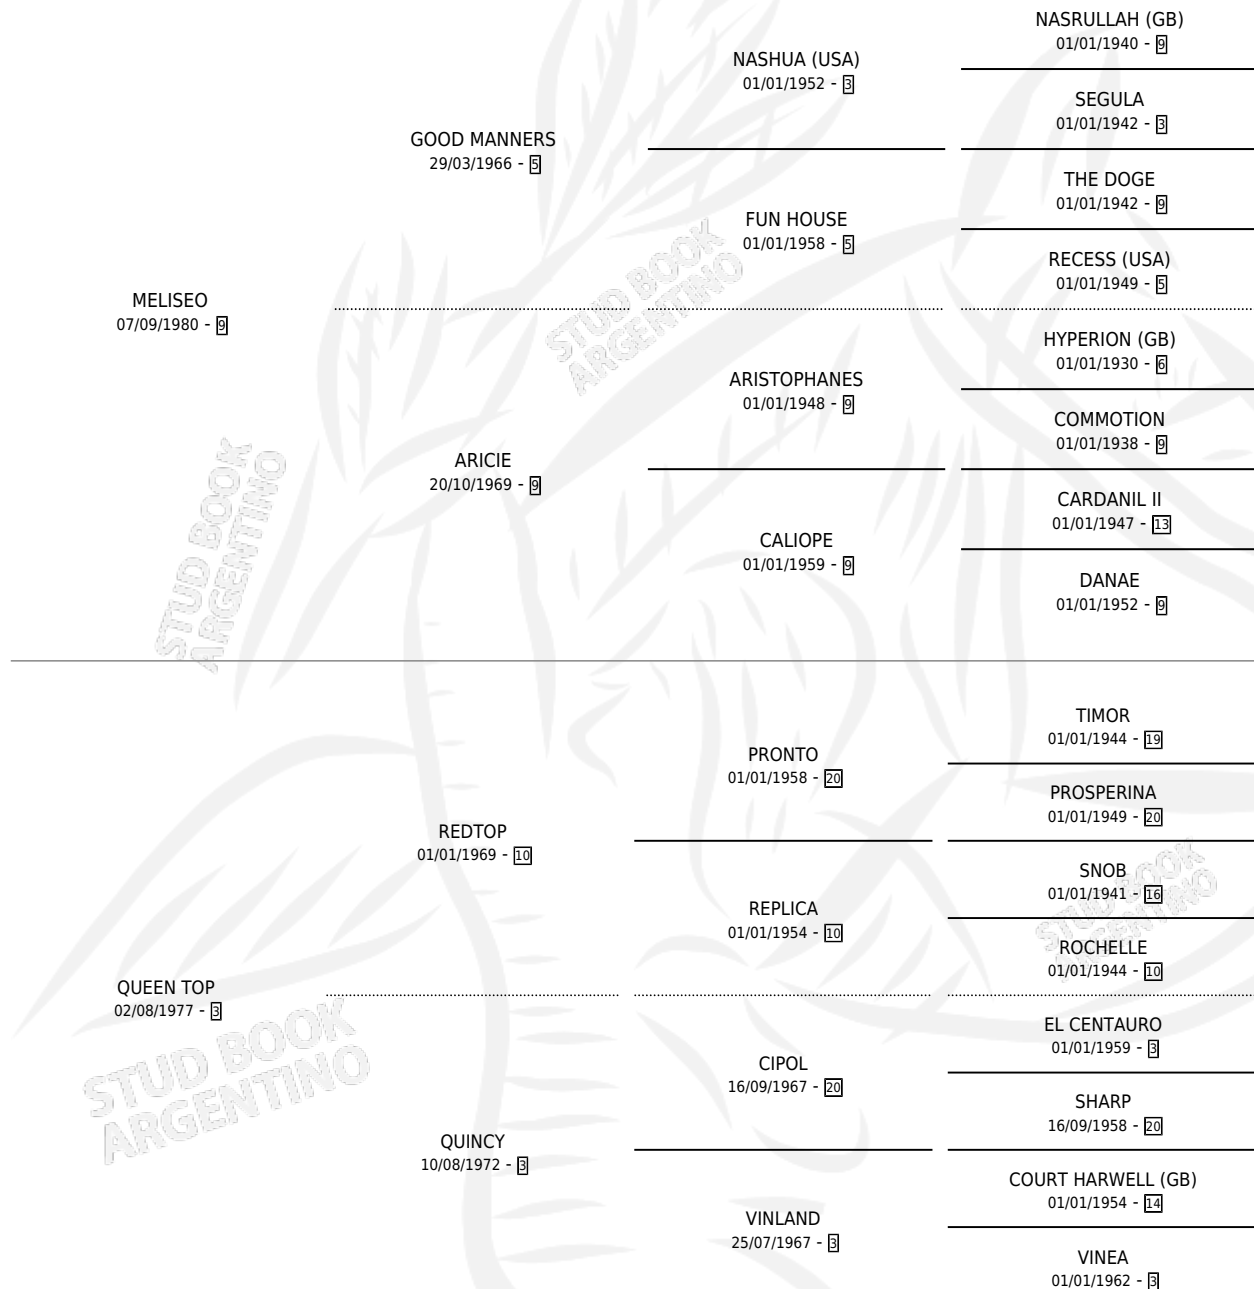 NASRULLAH (GB)
01/01/1940 - 9
NASHUA (USA)
01/01/1952 - 3
SEGULA
01/01/1942 - 3
GOOD MANNERS
29/03/1966 - 5
THE DOGE
01/01/1942 - 9
FUN HOUSE
01/01/1958 - 5
RECESS (USA)
01/01/1949 - 5
MELISEO
07/09/1980 - 9
HYPERION (GB)
01/01/1930 - 6
ARISTOPHANES
01/01/1948 - 9
COMMOTION
01/01/1938 - 9
ARICIE
20/10/1969 - 9
CARDANIL II
01/01/1947 - 13
CALIOPE
01/01/1959 - 9
DANAE
01/01/1952 - 9
TIMOR
01/01/1944 - 19
PRONTO
01/01/1958 - 20
PROSPERINA
01/01/1949 - 20
REDTOP
01/01/1969 - 10
SNOB
01/01/1941 - 16
REPLICA
01/01/1954 - 10
ROCHELLE
01/01/1944 - 10
QUEEN TOP
02/08/1977 - 3
EL CENTAURO
01/01/1959 - 3
CIPOL
16/09/1967 - 20
SHARP
16/09/1958 - 20
QUINCY
10/08/1972 - 3
COURT HARWELL (GB)
01/01/1954 - 14
VINLAND
25/07/1967 - 3
VINEA
01/01/1962 - 3
STUD BOOK
ARGENTINO
STUD BOOK
ARGENTINO
STUD BOOK
ARGENTINO
STUD BOOK
ARGENTINO